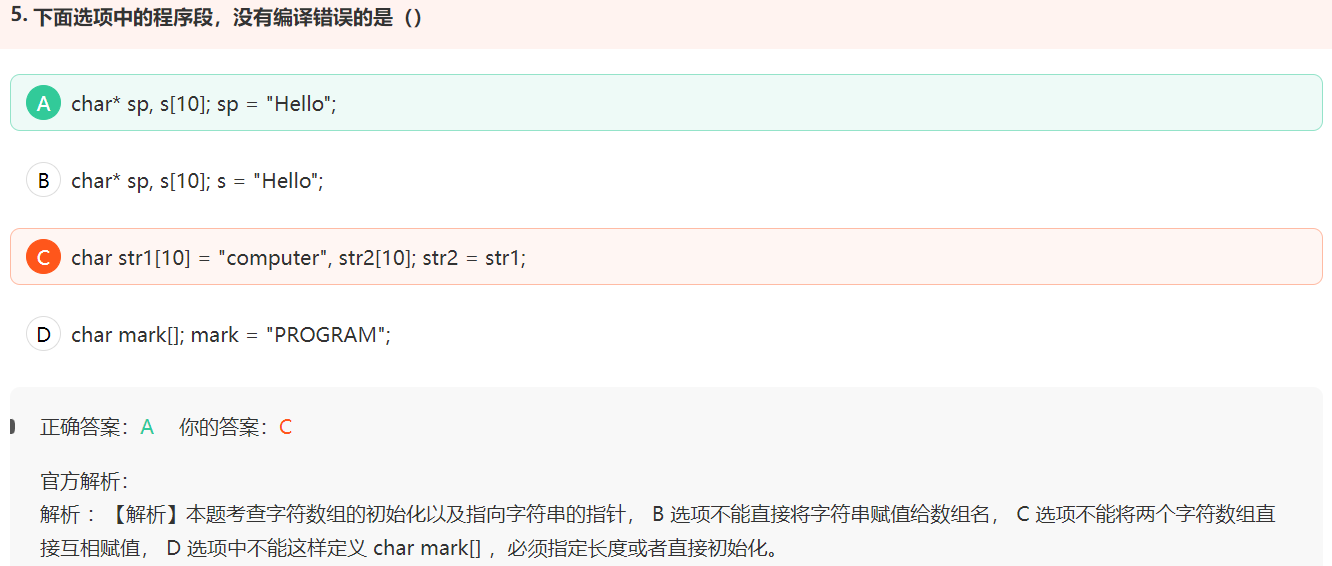 5. 下面选项中的程序段，没有编译错误的是（）
A char* sp, s[10]; sp = "Hello";
B char* sp, s[10]; s = "Hello";
C char str1[10] = "computer", str2[10]; str2 = str1;
D char mark[]; mark = "PROGRAM";
正确答案：A 你的答案：C
官方解析：
解析 ：【解析】本题考查字符数组的初始化以及指向字符串的指针， B 选项不能直接将字符串赋值给数组名， C 选项不能将两个字符数组直
接互相赋值， D 选项中不能这样定义 char mark[] ，必须指定长度或者直接初始化。